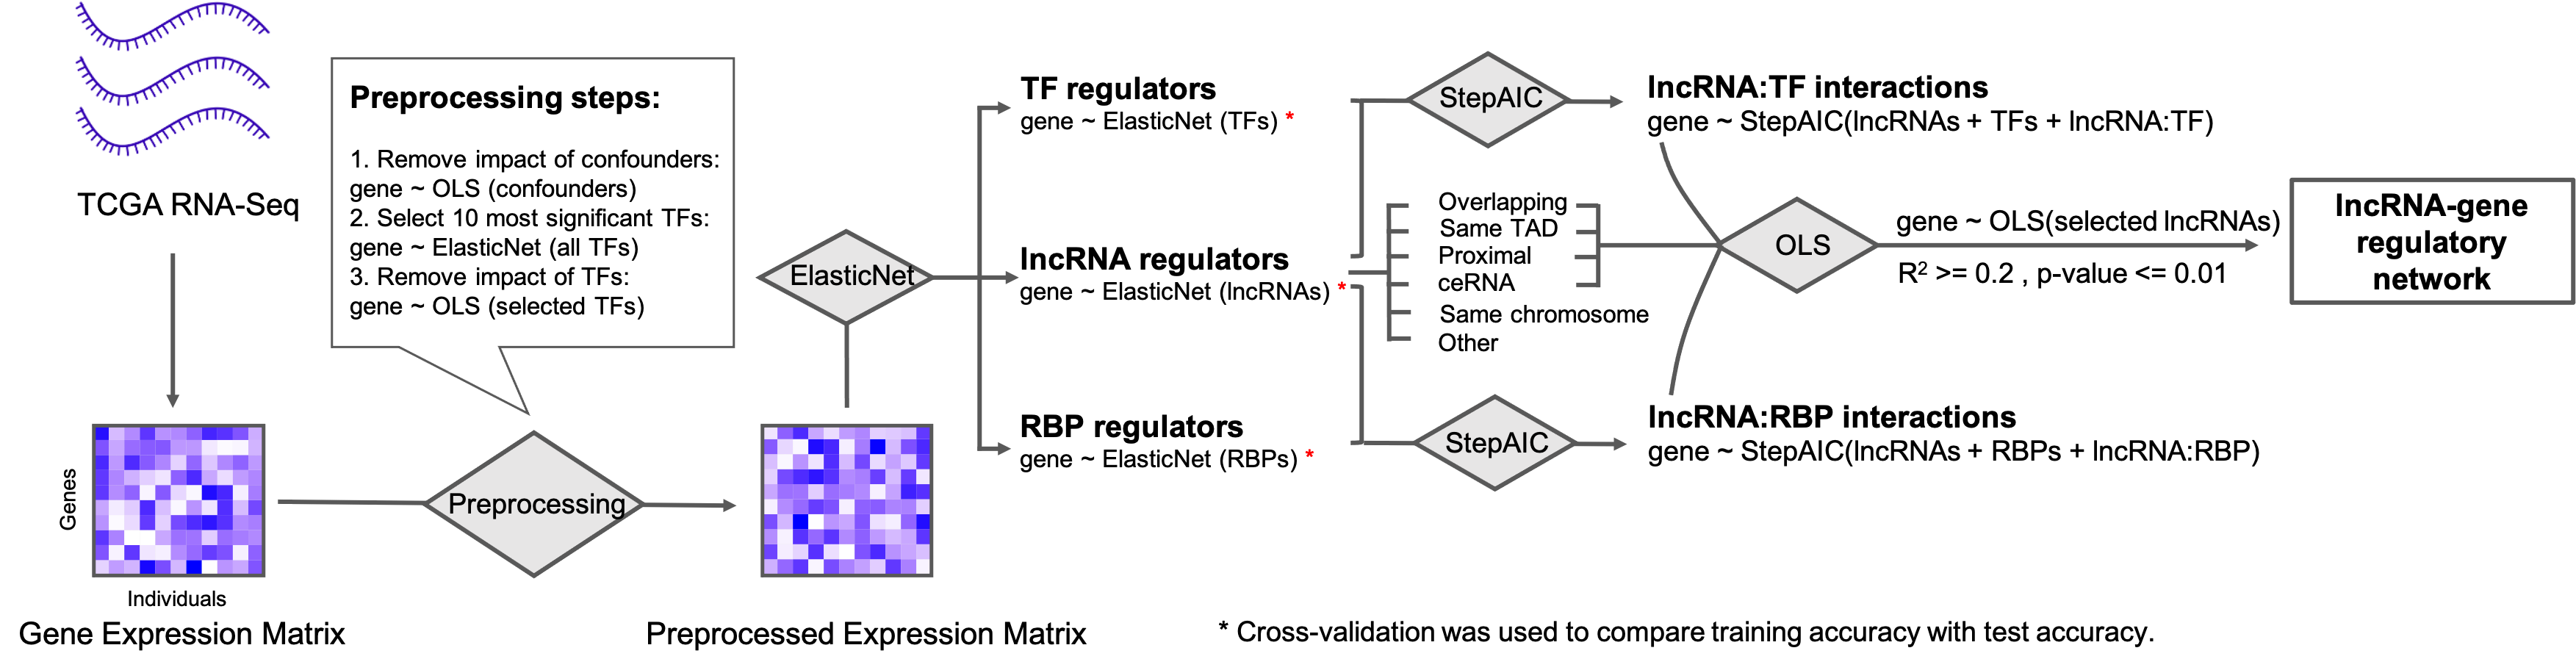 TCGA RNA-Seq
Genes
Individuals
Gene Expression Matrix
Preprocessing steps:
1. Remove impact of confounders:
gene ~ OLS (confounders)
2. Select 10 most significant TFs:
gene ~ ElasticNet (all TFs)
3. Remove impact of TFs:
gene ~ OLS (selected TFs)
Preprocessing
Preprocessed Expression Matrix
ElasticNet
TF regulators
gene ~ ElasticNet (TFs) *
lncRNA regulators
gene ~ ElasticNet (lncRNAs) *
RBP regulators
gene ~ ElasticNet (RBPs) *
StepAIC
lncRNA:TF interactions
gene ~ StepAIC(lncRNAs + TFs + lncRNA:TF)
Overlapping
Same TAD
Proximal
ceRNA
Same chromosome
Other
StepAIC
lncRNA:RBP interactions
gene ~ StepAIC(lncRNAs + RBPs + lncRNA:RBP)
OLS
gene ~ OLS(selected lncRNAs)
R² >= 0.2 , p-value <= 0.01
lncRNA-gene
regulatory
network
* Cross-validation was used to compare training accuracy with test accuracy.